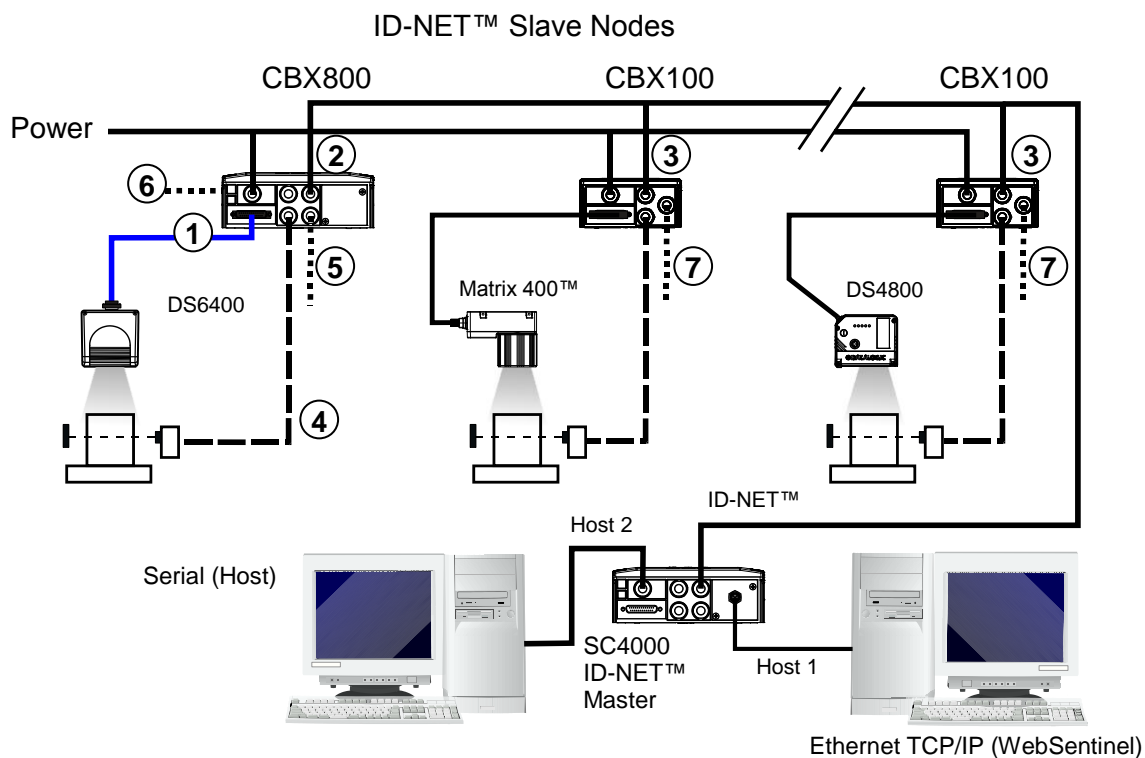 ID-NET™ Slave Nodes
CBX800
CBX100
CBX100
Power
2
3
3
6
1
5
7
7
DS6400
Matrix 400™
DS4800
4
ID-NET™
Host 2
Serial (Host)
SC4000
ID-NET™
Master
Host 1
Ethernet TCP/IP (WebSentinel)